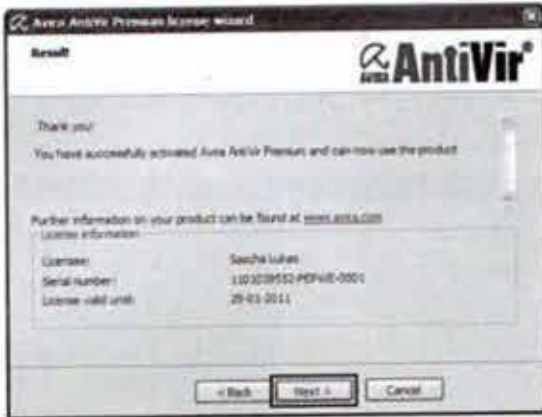 Avira AntiVir Premium license wizard
Result
AVIRA AntiVir®
Thank you!
You have successfully activated Avira AntiVir Premium and can now use the product
Further information on your product can be found at www.avira.com
License information
Licensee: Sascha Lukas
Serial number:
License valid until: -2011
< Back Next > Cancel